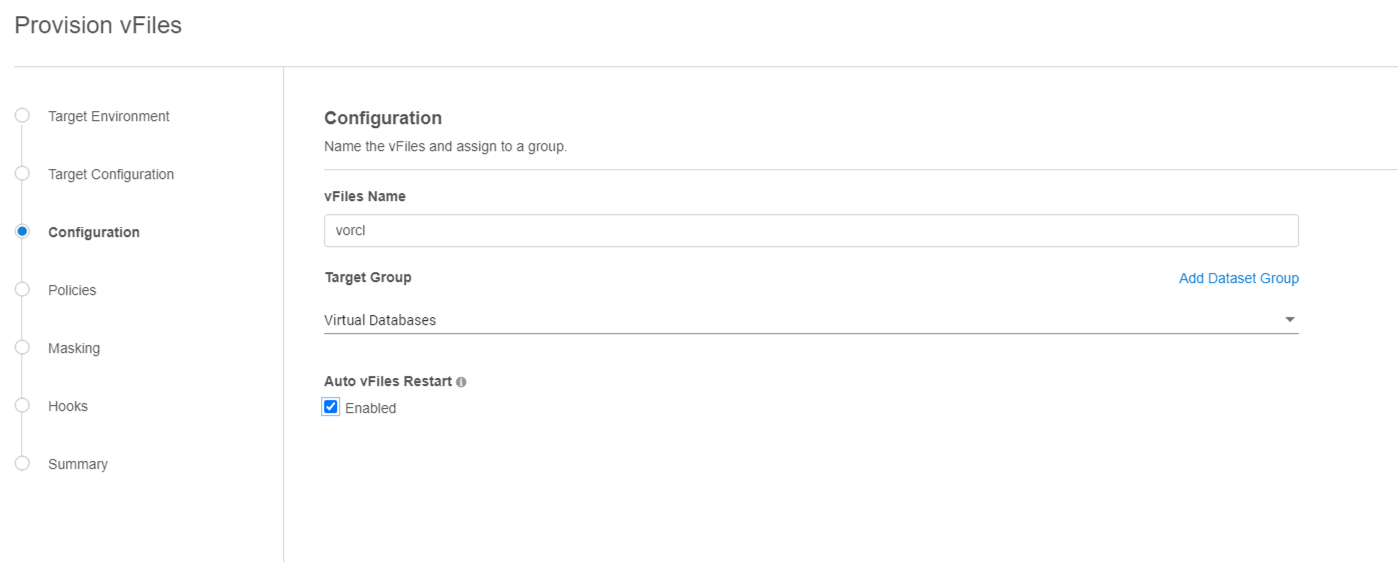 Provision vFiles
Target Environment
Target Configuration
Configuration
Policies
Masking
Hooks
Summary
Configuration
Name the vFiles and assign to a group.
vFiles Name
vorcl
Target Group
Add Dataset Group
Virtual Databases
Auto vFiles Restart
Enabled